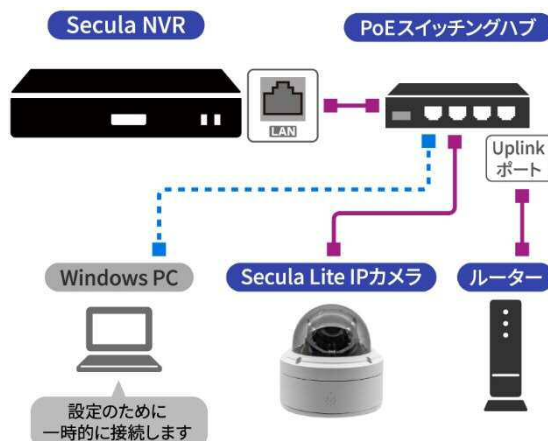 Secula NVR
PoEスイッチングハブ
LAN
Uplink
ポート
Windows PC
Secula Lite IPカメラ
ルーター
設定のために
一時的に接続します